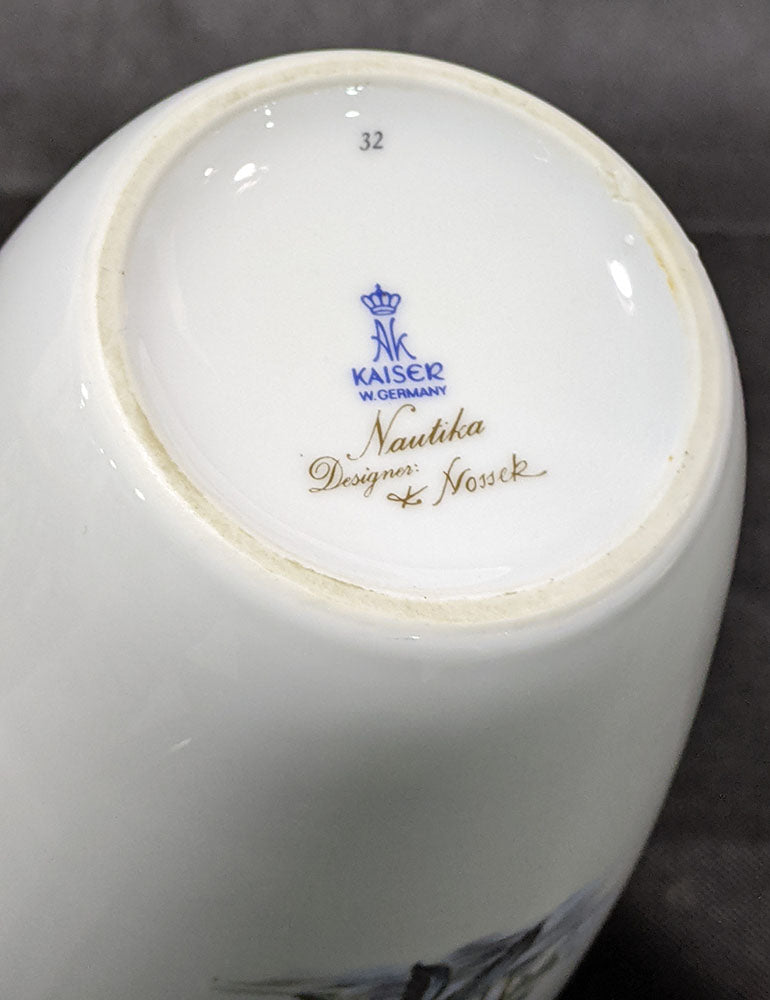 32
AK
KAISER
W. GERMANY
Nautika
Designer: K Nossek